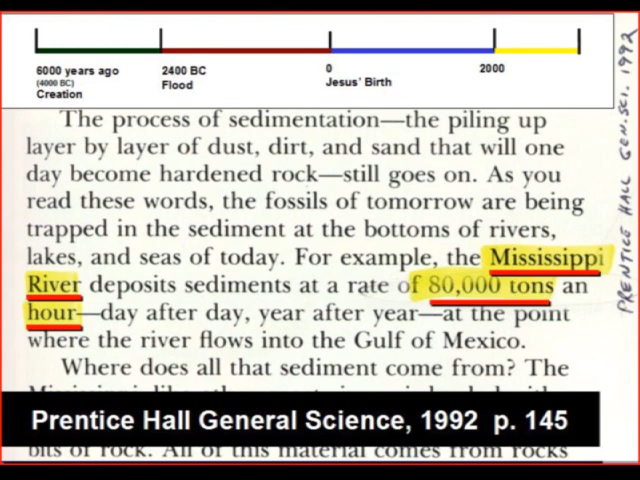 6000 years ago
(4000 BC)
Creation
2400 BC
Flood
0
Jesus' Birth
2000
The process of sedimentation—the piling up
layer by layer of dust, dirt, and sand that will one
day become hardened rock—still goes on. As you
read these words, the fossils of tomorrow are being
trapped in the sediment at the bottoms of rivers,
lakes, and seas of today. For example, the Mississippi
River deposits sediments at a rate of 80,000 tons an
hour—day after day, year after year—at the point
where the river flows into the Gulf of Mexico.
Where does all that sediment come from? The
Prentice Hall General Science, 1992 p. 145
bits of rock. All of this material comes from rocks
PRENTICE HALL GEN. SCI. 1992